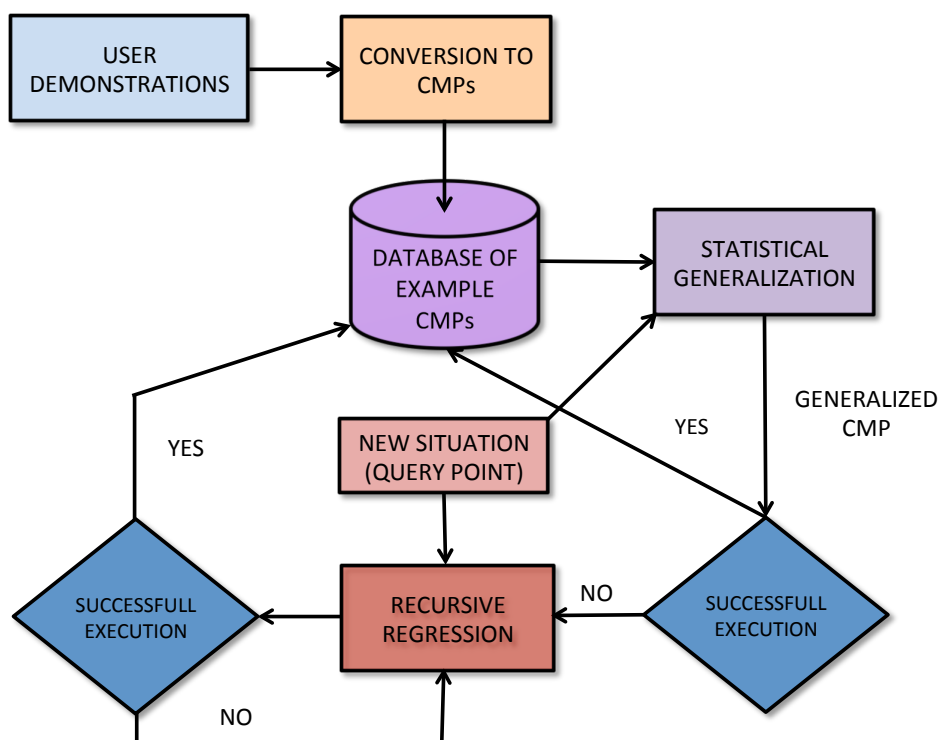 USER
DEMONSTRATIONS
CONVERSION TO
CMPs
DATABASE OF
EXAMPLE
CMPs
STATISTICAL
GENERALIZATION
GENERALIZED
CMP
YES
YES
NEW SITUATION
(QUERY POINT)
SUCCESSFULL
EXECUTION
RECURSIVE
REGRESSION
NO
SUCCESSFULL
EXECUTION
NO